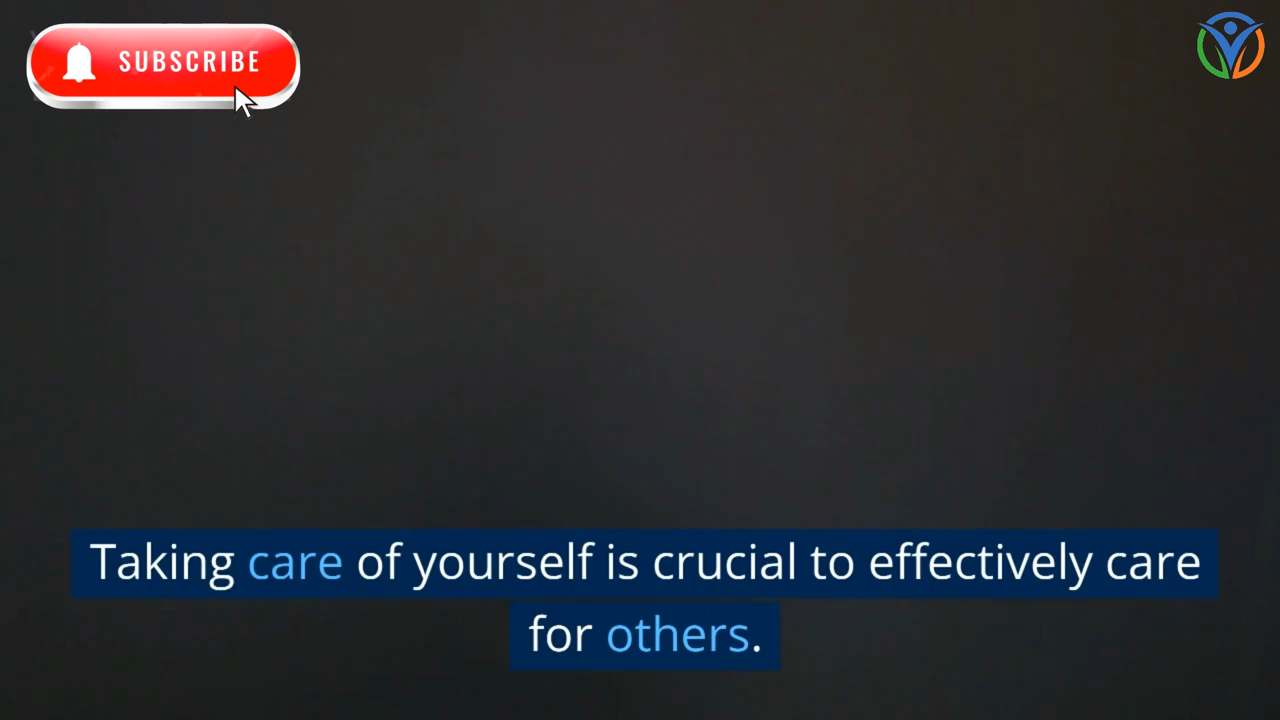 SUBSCRIBE
Taking care of yourself is crucial to effectively care
for others.